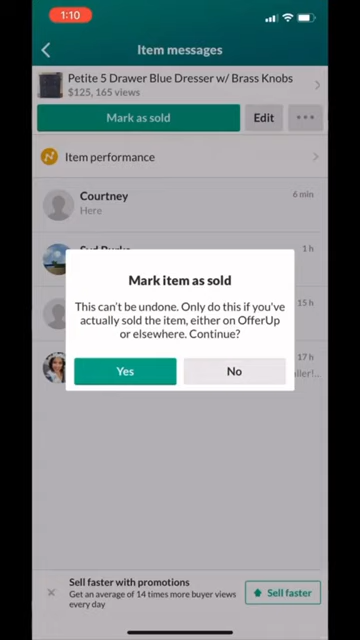 1:10
Item messages
Petite 5 Drawer Blue Dresser w/ Brass Knobs
$125, 165 views
Mark as sold
Edit
Item performance
Courtney
6 min
Here
1 h
Mark item as sold
This can't be undone. Only do this if you've
actually sold the item, either on OfferUp
or elsewhere. Continue?
15 h
Yes
No
17 h
Sell faster with promotions
Get an average of 14 times more buyer views
every day
Sell faster